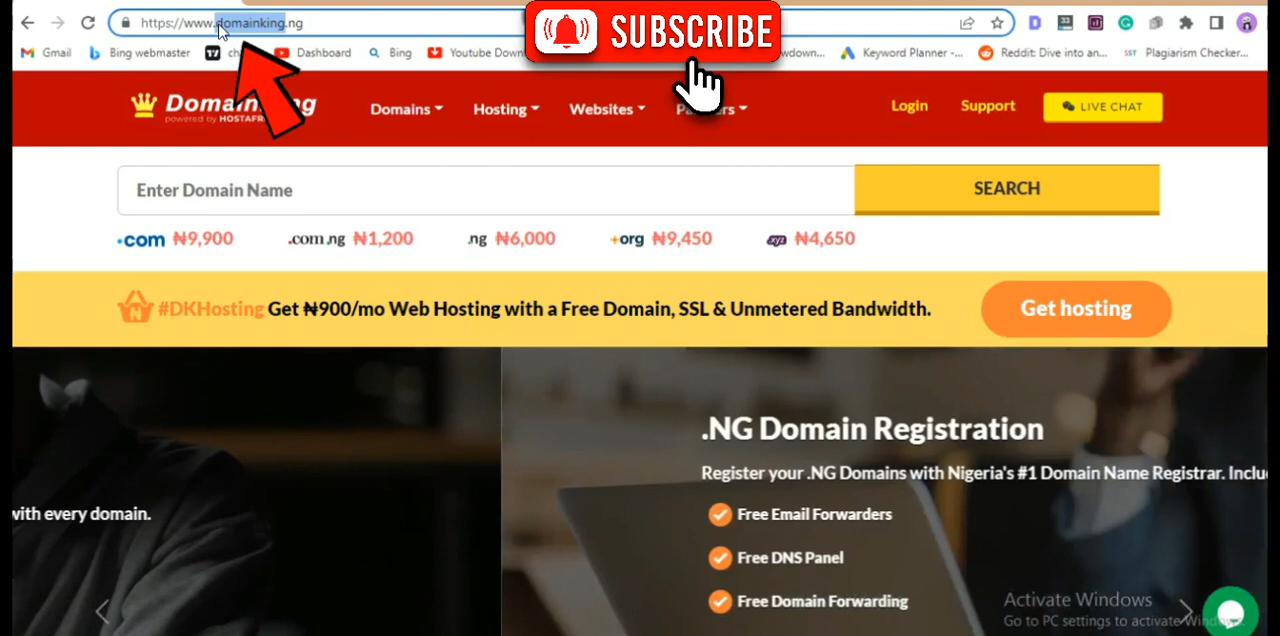 https://www.domainking.ng
SUBSCRIBE
Gmail
Bing webmaster
Dashboard
Bing
Youtube Down
wdown...
Keyword Planner -...
Reddit: Dive into an...
SST Plagiarism Checker...
powered by
Domains
Hosting
Websites
Login
Support
LIVE CHAT
Enter Domain Name
SEARCH
.com ₦9,900
.com.ng ₦1,200
.ng ₦6,000
org ₦9,450
xyz ₦4,650
#DKHosting Get ₦900/mo Web Hosting with a Free Domain, SSL & Unmetered Bandwidth.
Get hosting
with every domain.
.NG Domain Registration
Register your .NG Domains with Nigeria's #1 Domain Name Registrar. Inclu
Free Email Forwarders
Free DNS Panel
Free Domain Forwarding
Activate Windows
Go to PC settings to activate Windows.